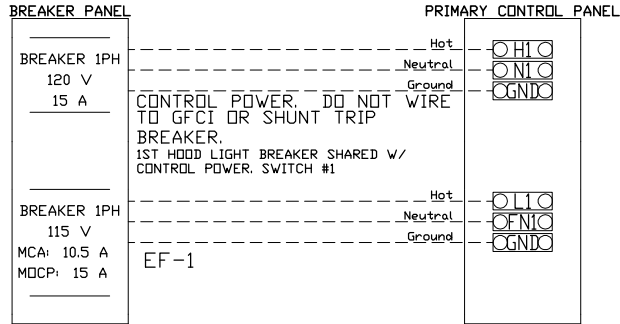 BREAKER PANEL
PRIMARY CONTROL PANEL
BREAKER 1PH
120 V
15 A
Hot
Neutral
Ground
H1
N1
GND
CONTROL POWER. DO NOT WIRE
TO GFCI OR SHUNT TRIP
BREAKER.
1ST HOOD LIGHT BREAKER SHARED W/
CONTROL POWER. SWITCH #1
BREAKER 1PH
115 V
MCA: 10.5 A
MOCP: 15 A
Hot
Neutral
Ground
L1
FN1
GND
EF-1